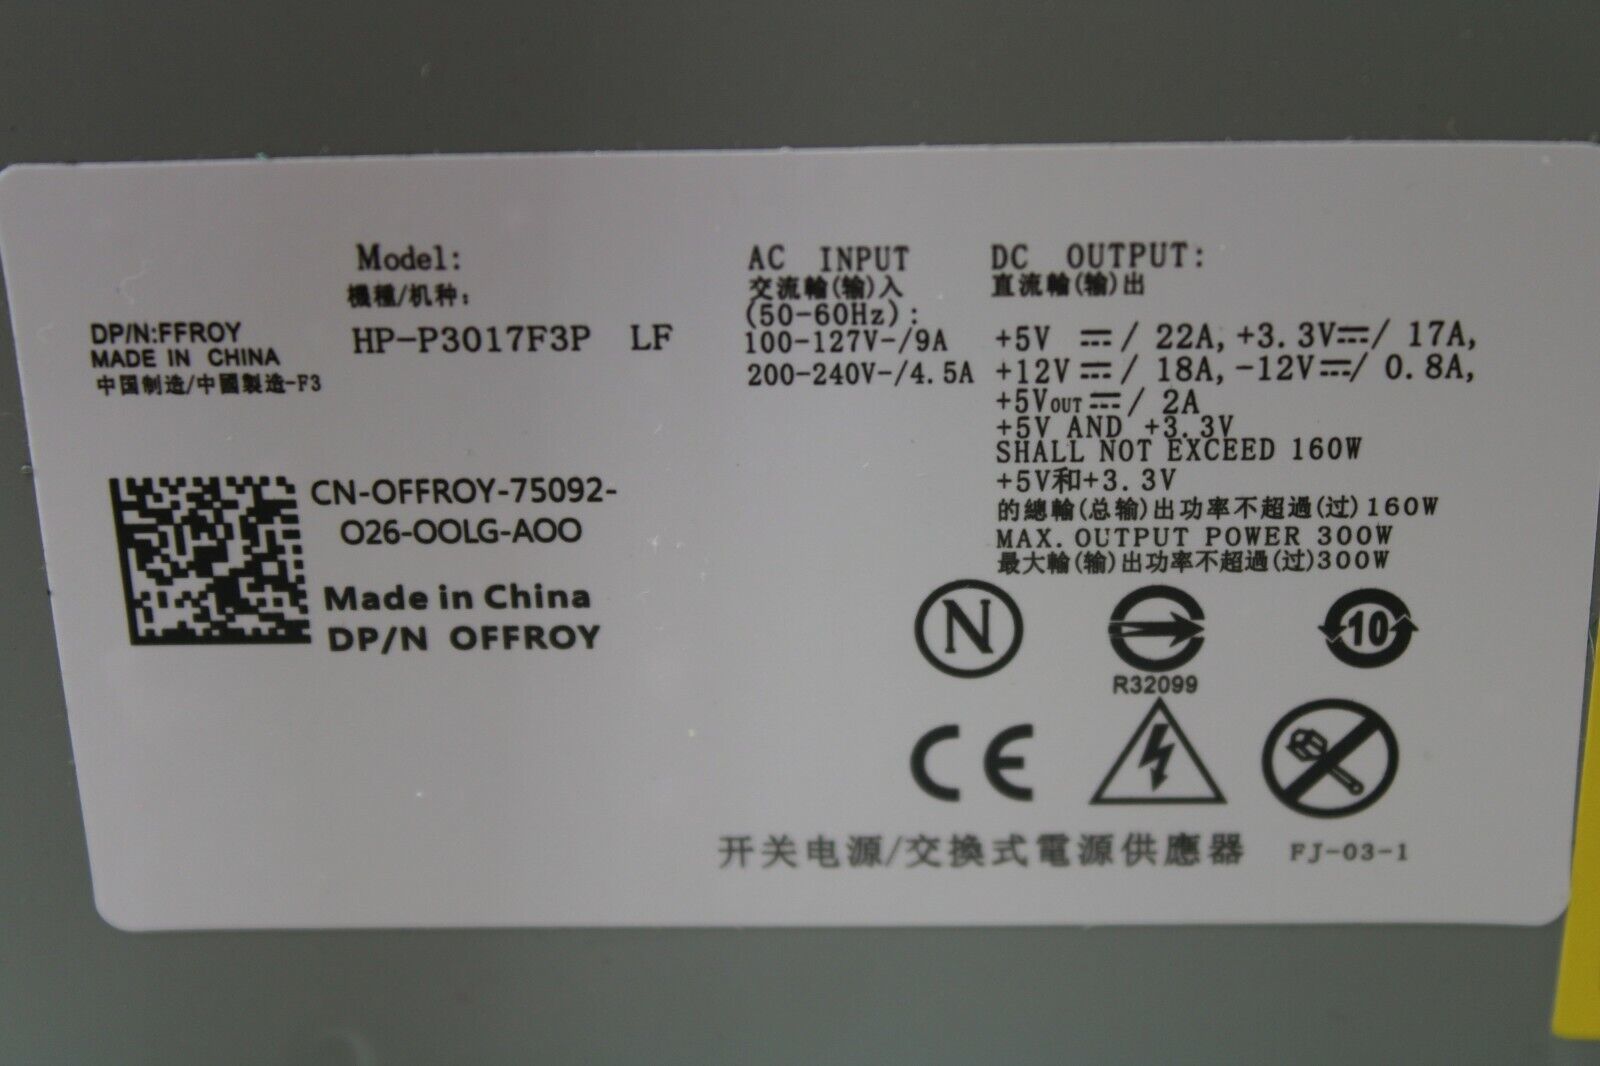 DP/N:FFROY
MADE IN CHINA
中国制造/中國製造-F3
Model:
機種/机种:
HP-P3017F3P LF
CN-OFFROY-75092-
O26-OOLG-AOO
Made in China
DP/N OFFROY
AC INPUT
交流輸(输)入
(50-60Hz):
100-127V-/9A
200-240V-/4.5A
DC OUTPUT:
直流輸(输)出
+5V ⎓/ 22A, +3.3V⎓/ 17A,
+12V ⎓/ 18A, -12V⎓/ 0.8A,
+5VOUT ⎓/ 2A
+5V AND +3.3V
SHALL NOT EXCEED 160W
+5V和+3.3V
的總輸(总输)出功率不超過(过)160W
MAX. OUTPUT POWER 300W
最大輸(输)出功率不超過(过)300W
N
R32099
10
CE
开关电源/交換式電源供應器
FJ-03-1